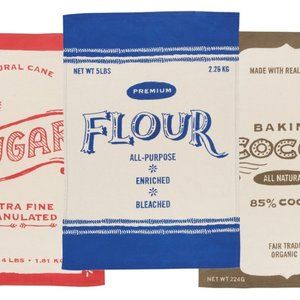 URAL CANE
UGAR
TRA FINE
ANULATED
4 LBS • 1.81 K
NET WT 5LBS 2.26 KG
PREMIUM
FLOUR
ALL-PURPOSE
ENRICHED
BLEACHED
MADE WITH REAL
BAKIN
COCO
ALL NATURA
85% COC
FAIR TRAD
ORGANIC
NET WT 224G